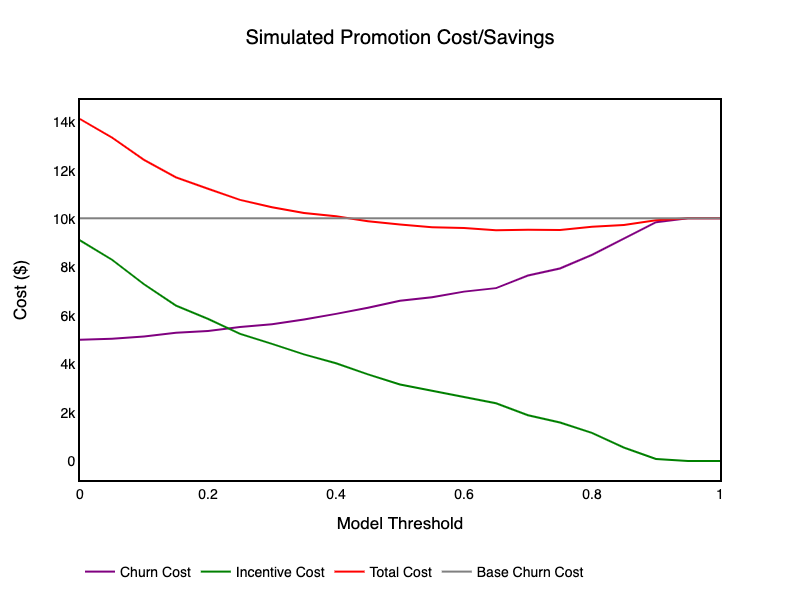 Simulated Promotion Cost/Savings
Cost ($)
14k
12k
10k
8k
6k
4k
2k
0
0 0.2 0.4 0.6 0.8 1
Model Threshold
Churn Cost Incentive Cost Total Cost Base Churn Cost